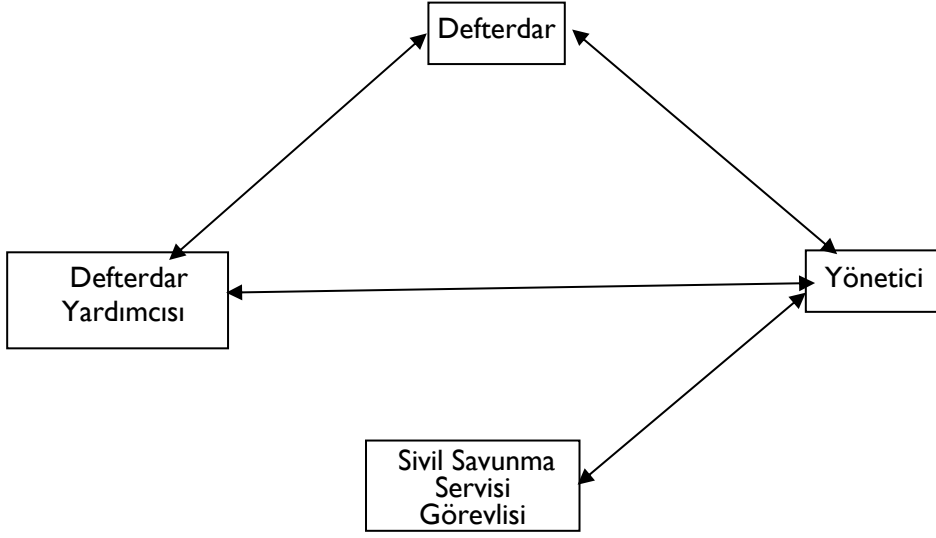 Defterdar
Defterdar
Yardımcısı
Yönetici
Sivil Savunma
Servisi
Görevlisi